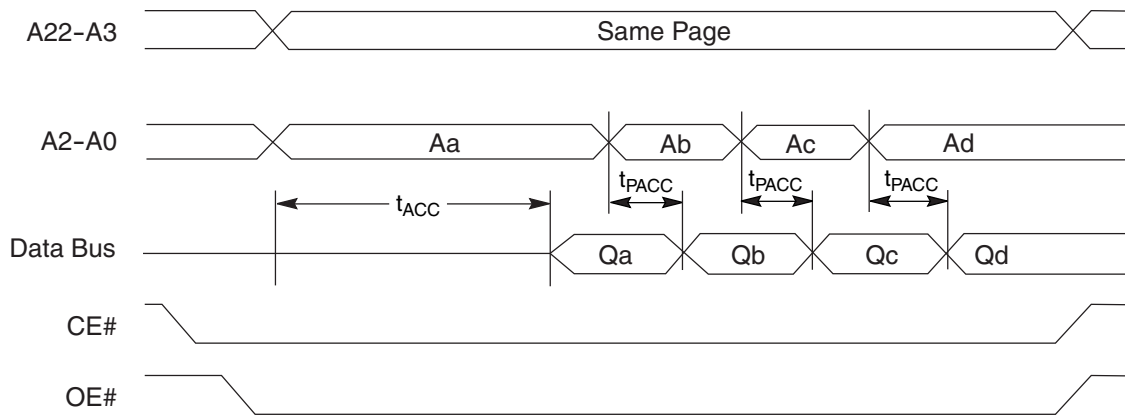 A22–A3 Same Page
A2–A0 Aa Ab Ac Ad
tPACC tPACC tPACC
tACC
Data Bus Qa Qb Qc Qd
CE#
OE#